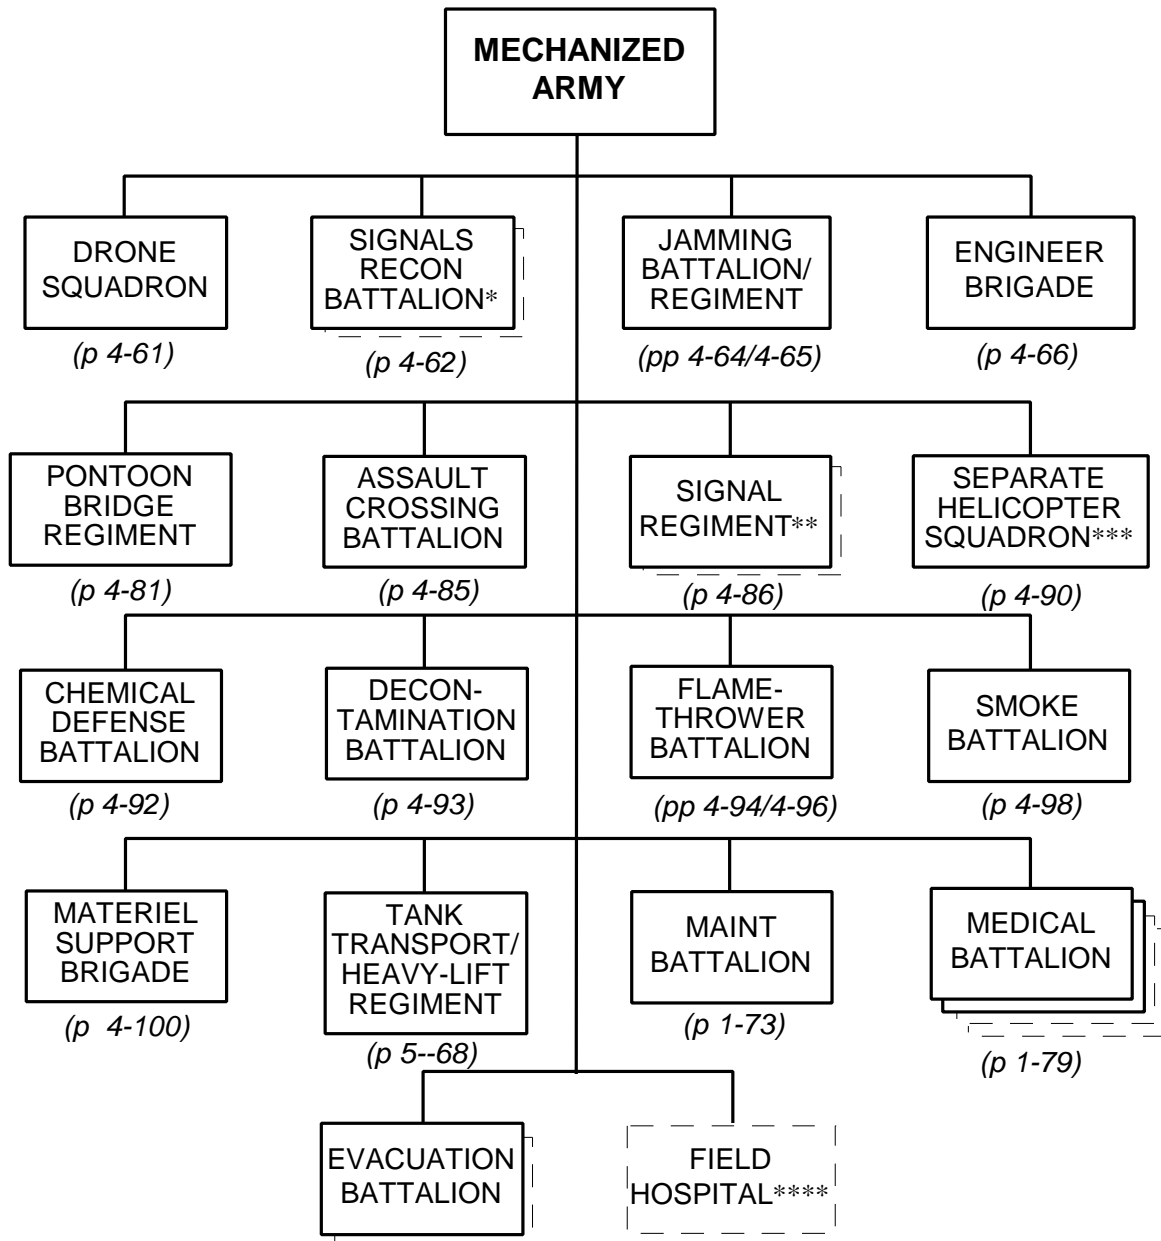 MECHANIZED
ARMY
DRONE
SQUADRON
(p 4-61)
SIGNALS
RECON
BATTALION*
(p 4-62)
JAMMING
BATTALION/
REGIMENT
(pp 4-64/4-65)
ENGINEER
BRIGADE
(p 4-66)
PONTOON
BRIDGE
REGIMENT
(p 4-81)
ASSAULT
CROSSING
BATTALION
(p 4-85)
SIGNAL
REGIMENT**
(p 4-86)
SEPARATE
HELICOPTER
SQUADRON***
(p 4-90)
CHEMICAL
DEFENSE
BATTALION
(p 4-92)
DECON-
TAMINATION
BATTALION
(p 4-93)
FLAME-
THROWER
BATTALION
(pp 4-94/4-96)
SMOKE
BATTALION
(p 4-98)
MATERIEL
SUPPORT
BRIGADE
(p 4-100)
TANK
TRANSPORT/
HEAVY-LIFT
REGIMENT
(p 5--68)
MAINT
BATTALION
(p 1-73)
MEDICAL
BATTALION
(p 1-79)
EVACUATION
BATTALION
FIELD
HOSPITAL****